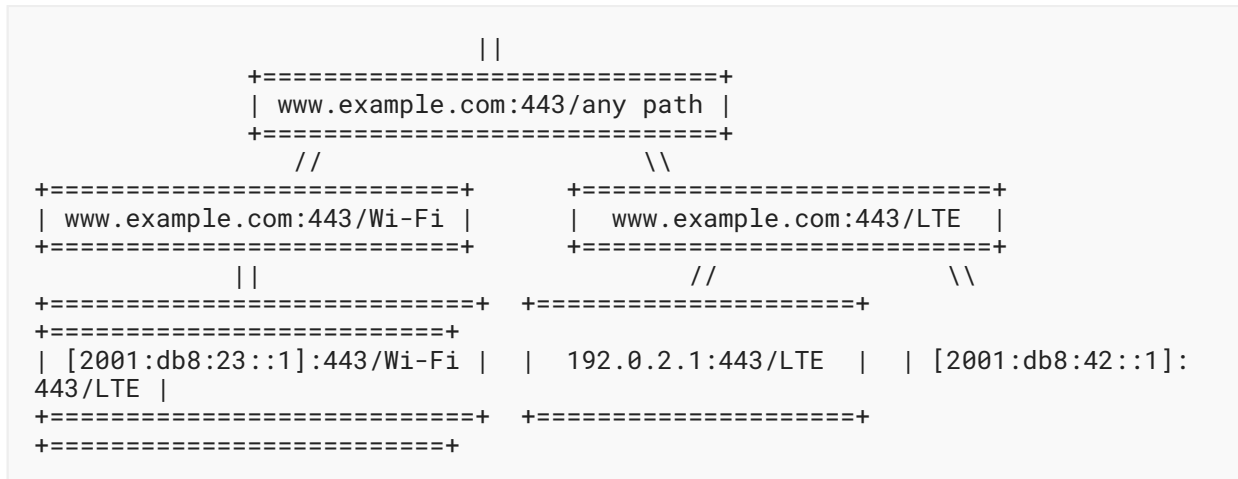 ||
              +==============================+
              | www.example.com:443/any path |
              +==============================+
                 //                     \\
+===========================+      +===========================+
| www.example.com:443/Wi-Fi |      |  www.example.com:443/LTE  |
+===========================+      +===========================+
             ||                            //               \\
+============================+  +=====================+
+==========================+
| [2001:db8:23::1]:443/Wi-Fi |  |  192.0.2.1:443/LTE  |  | [2001:db8:42::1]:
443/LTE |
+============================+  +=====================+
+==========================+